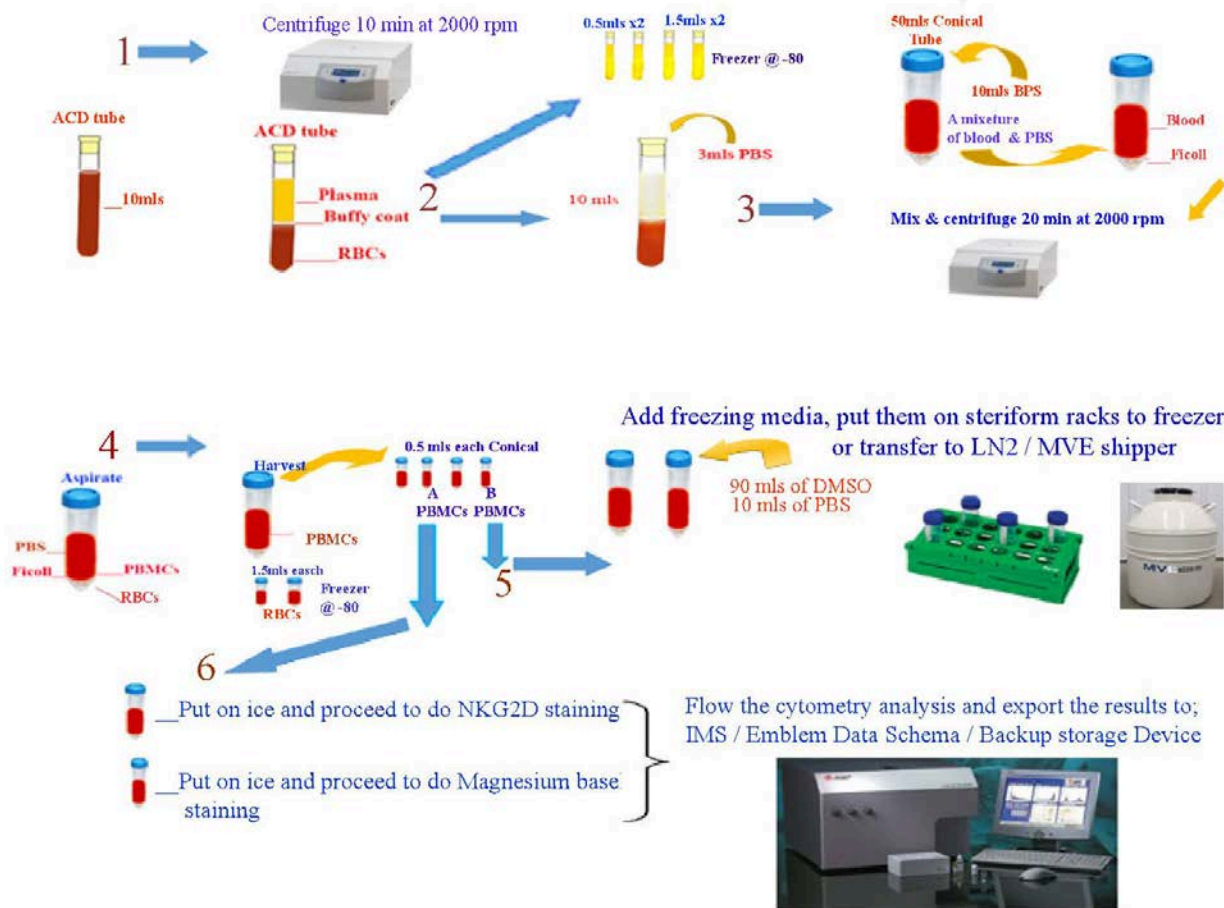 1
Centrifuge 10 min at 2000 rpm
ACD tube
10mls
ACD tube
Plasma
Buffy coat
RBCs
2
0.5mls x2
1.5mls x2
Freezer @ -80
3mls PBS
10 mls
3
50mls Conical
Tube
10mls BPS
A mixeture
of blood & PBS
Blood
Ficoll
Mix & centrifuge 20 min at 2000 rpm
4
Aspirate
PBS
Ficoll
PBMCs
RBCs
Harvest
PBMCs
1.5mls easch
Freezer
@ -80
RBCs
0.5 mls each Conical
A
PBMCs
B
PBMCs
5
Add freezing media, put them on steriform racks to freezer
or transfer to LN2 / MVE shipper
90 mls of DMSO
10 mls of PBS
MVE
6
Put on ice and proceed to do NKG2D staining
Put on ice and proceed to do Magnesium base
staining
Flow the cytometry analysis and export the results to;
IMS / Emblem Data Schema / Backup storage Device